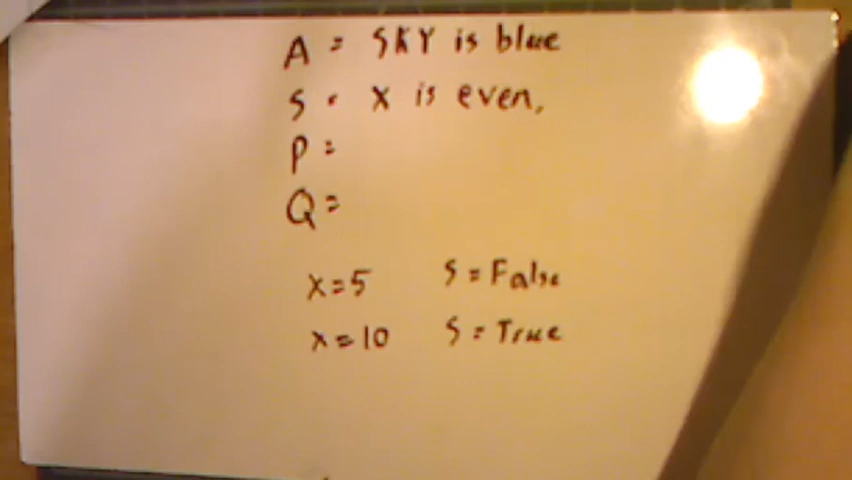 A = SKY is blue
S = X is even,
P =
Q =
X = 5 S = False
X = 10 S = True